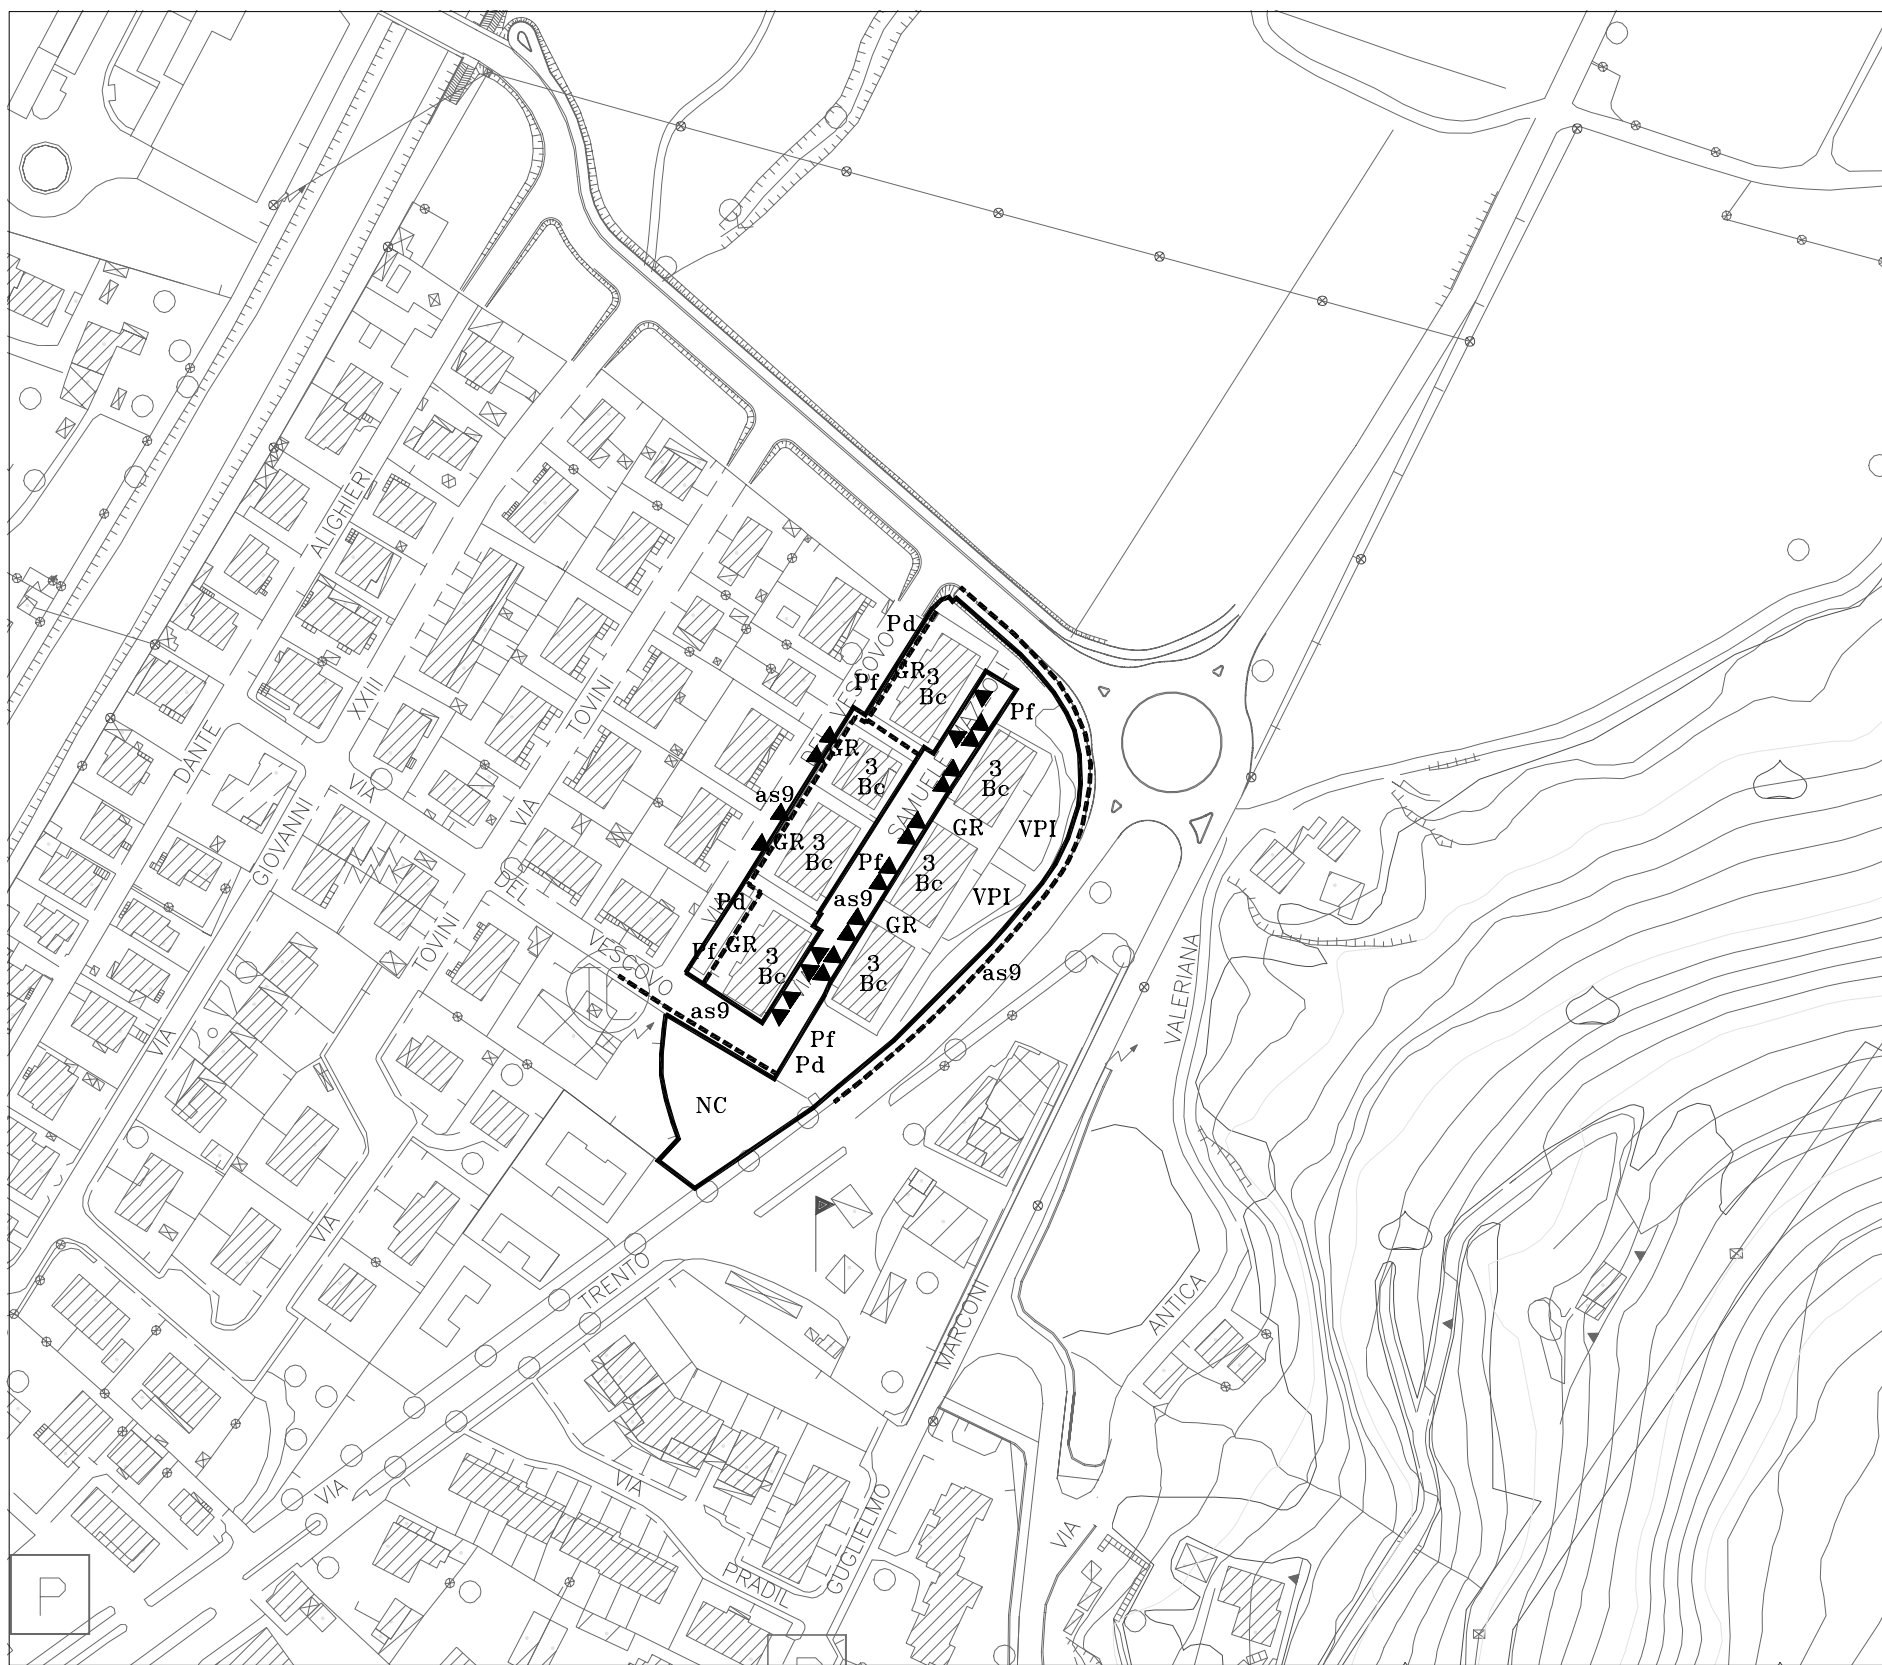 Pd
VESCOVO
GR
3
Bc
Pf
Pf
GR
3
Bc
3
Bc
as9
GR
3
Bc
Pf
GR
VPI
3
Bc
VPI
as9
Pd
GR
Pf
GR
3
Bc
3
Bc
as9
as9
Pf
Pd
NC
ALIGHIERI
DANTE
XXIII
GIOVANNI
VIA
VIA
TOVINI
VIA
TOVINI
VIA
DEL
VESCOVO
VIA
TRENTO
VIA
VALERIANA
ANTICA
VIA
MARCONI
GUGLIELMO
VIA
PRADIL
P